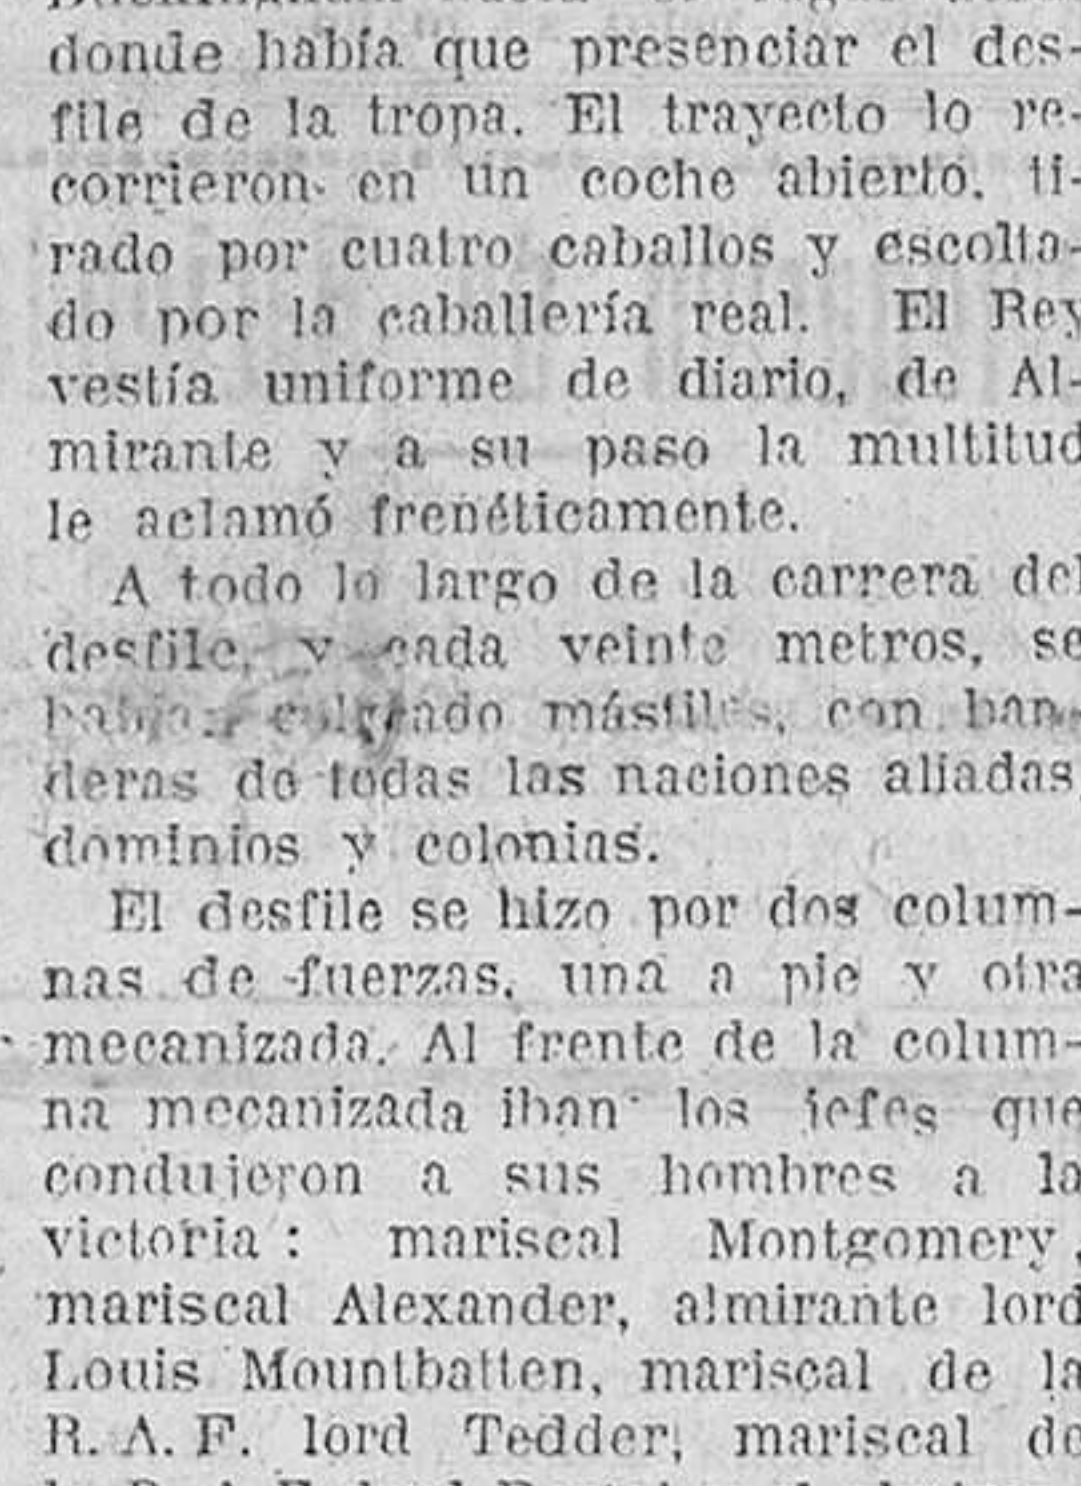 donde había que presenciar el des-
file de la tropa. El trayecto lo re-
corrieron en un coche abierto, ti-
rado por cuatro caballos y escolta-
do por la caballería real. El Rey
vestía uniforme de diario, de Al-
mirante y a su paso la multitud
le aclamó frenéticamente.
A todo lo largo de la carrera del
desfile, y cada veinte metros, se
mástiles, con ban-
deras de todas las naciones aliadas,
dominios y colonias.
El desfile se hizo por dos colum-
nas de fuerzas, una a pie y otra
mecanizada. Al frente de la colum-
na mecanizada iban los jefes que
condujeron a sus hombres a la
victoria: mariscal Montgomery,
mariscal Alexander, almirante lord
Louis Mountbatten, mariscal de la
R. A. F. lord Tedder, mariscal de